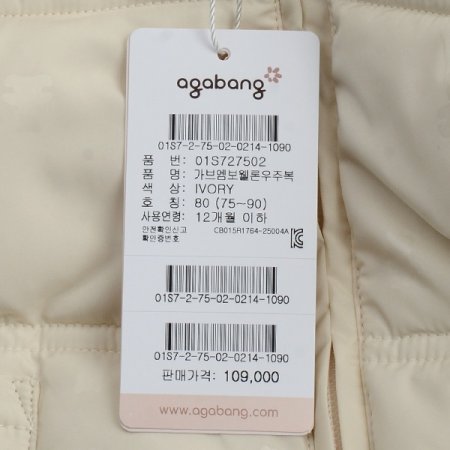 agabang
01S7-2-75-02-0214-1090
품 번: 01S727502
품 명: 가브엠보웰론우주복
색 상: IVORY
호 칭: 80 (75~90)
사용연령: 12개월 이하
안전확인신고
확인증번호 CB015R1764-25004A
01S7-2-75-02-0214-1090
01S7-2-75-02-0214-1090
판매가격: 109,000
www.agabang.com